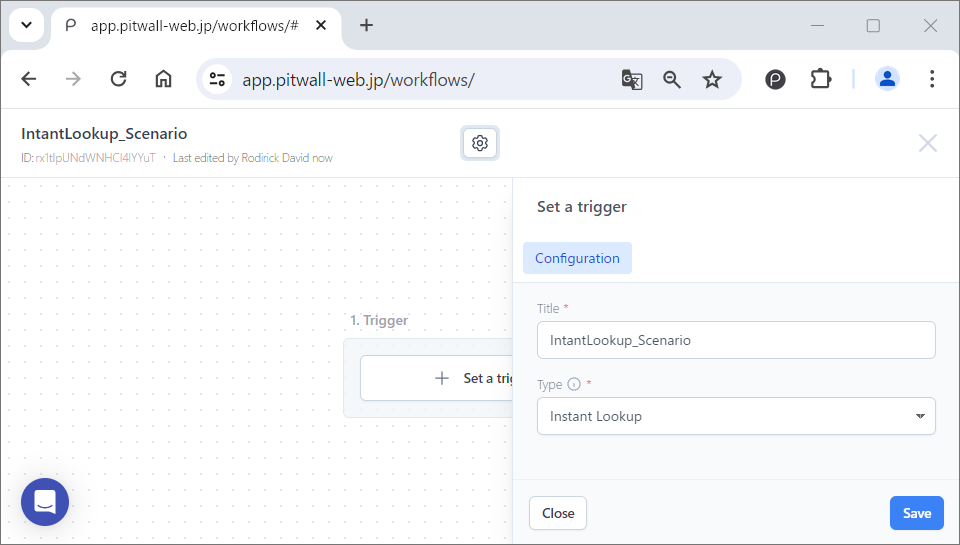 app.pitwall-web.jp/workflows/#
app.pitwall-web.jp/workflows/
IntantLookup_Scenario
ID: rx1tIpUNdWNHCl4lYYuT · Last edited by Rodirick David now
Set a trigger
Configuration
1. Trigger
Set a trig
Title *
IntantLookup_Scenario
Type *
Instant Lookup
Close
Save